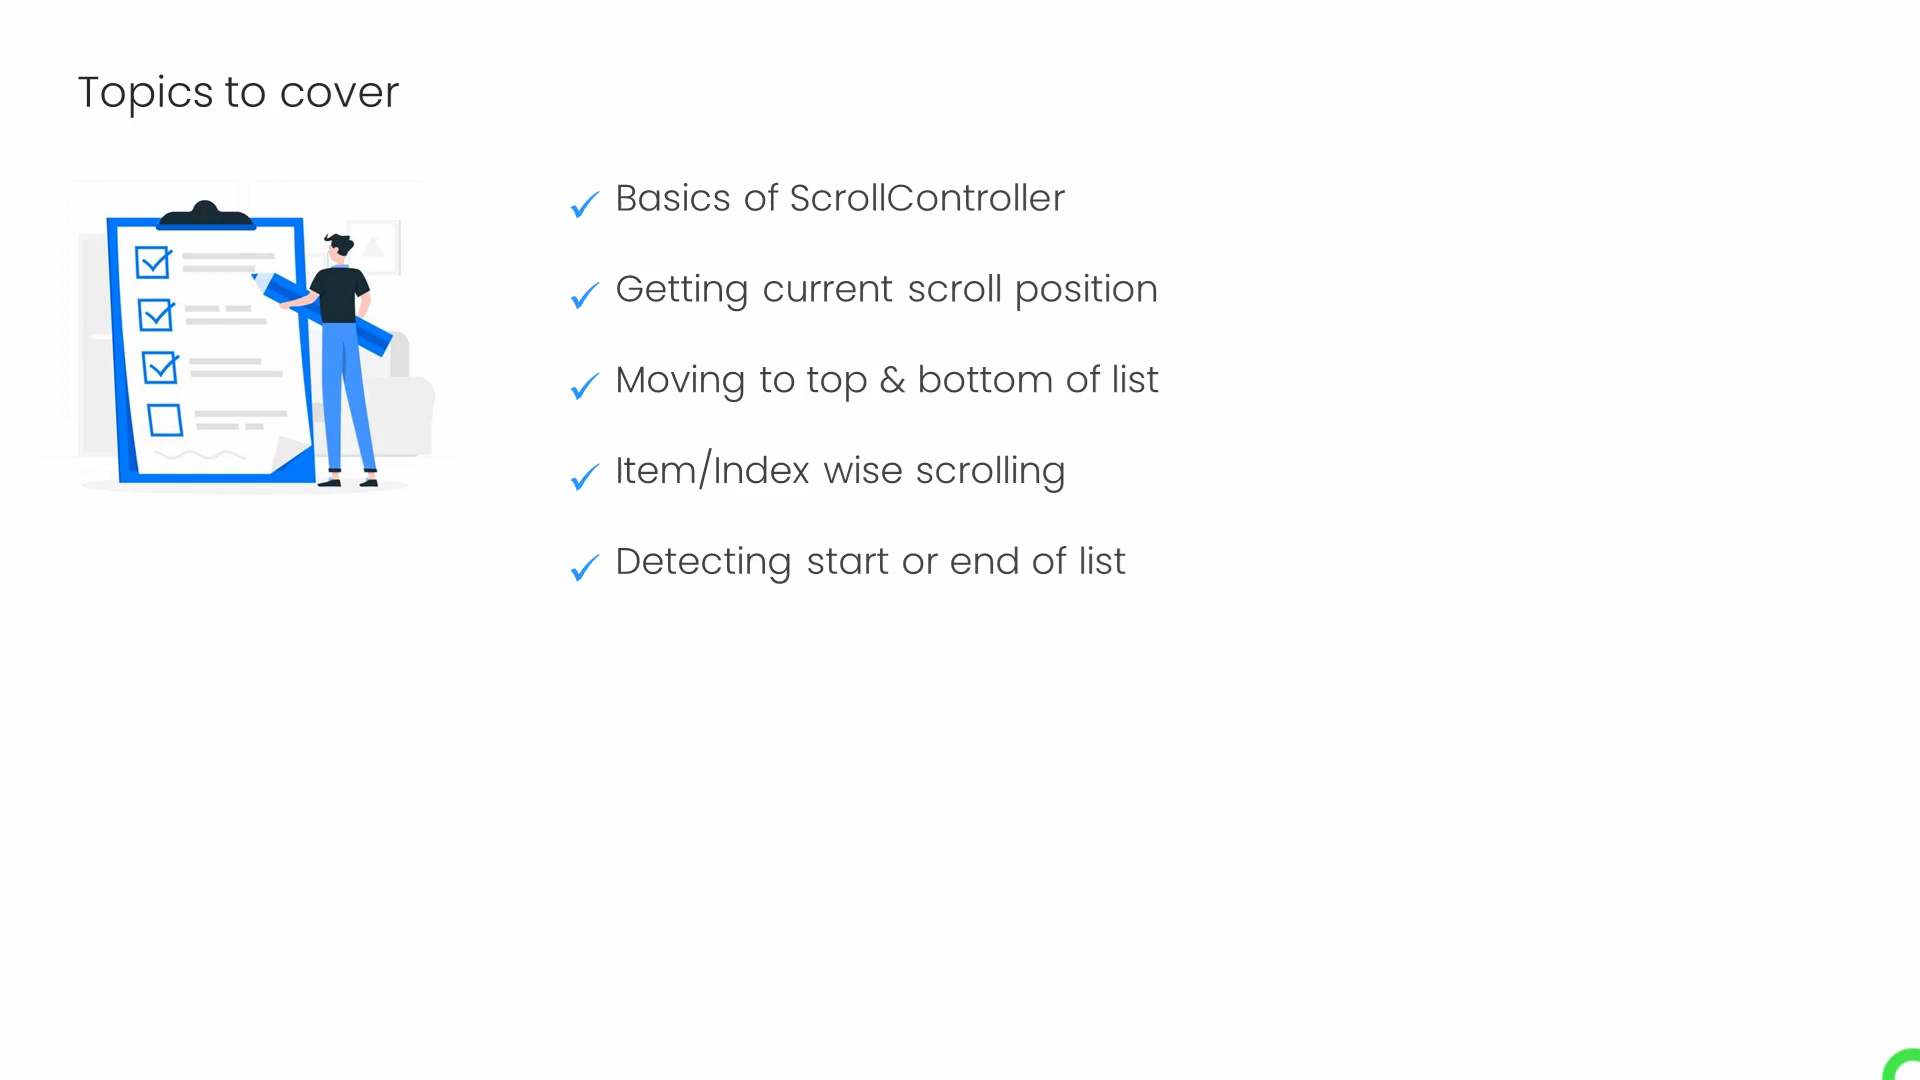 Topics to cover
Basics of ScrollController
Getting current scroll position
Moving to top & bottom of list
Item/Index wise scrolling
Detecting start or end of list